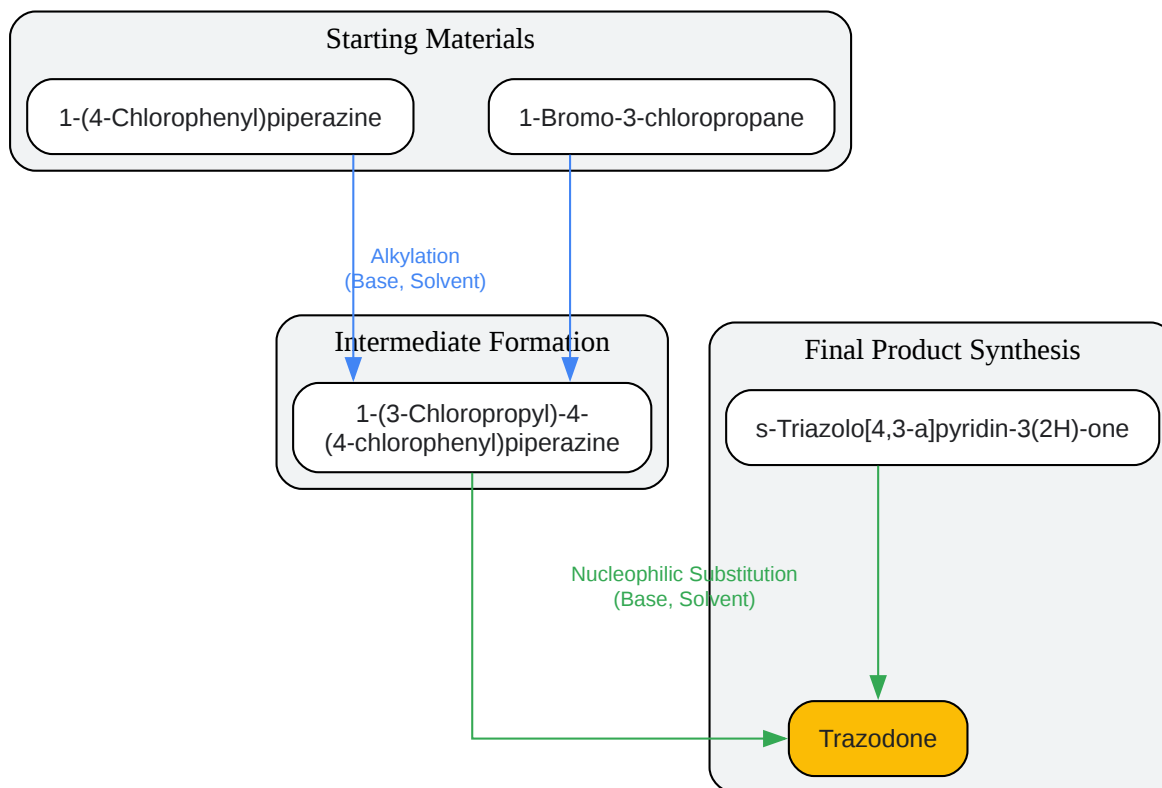 Starting Materials
1-(4-Chlorophenyl)piperazine
1-Bromo-3-chloropropane
Alkylation
(Base, Solvent)
Intermediate Formation
1-(3-Chloropropyl)-4-
(4-chlorophenyl)piperazine
Final Product Synthesis
s-Triazolo[4,3-a]pyridin-3(2H)-one
Nucleophilic Substitution
(Base, Solvent)
Trazodone